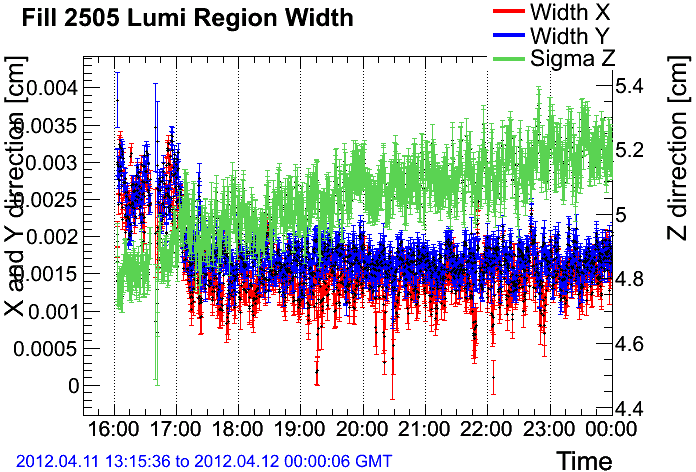 Fill 2505 Lumi Region Width
Width X
Width Y
Sigma Z
X and Y dirrection [cm]
0.004
0.0035
0.003
0.0025
0.002
0.0015
0.001
0.0005
0
5.4
5.2
5
4.8
4.6
4.4
Z dirrection [cm]
16:00 17:00 18:00 19:00 20:00 21:00 22:00 23:00 00:00
2012.04.11 13:15:36 to 2012.04.12 00:00:06 GMT
Time